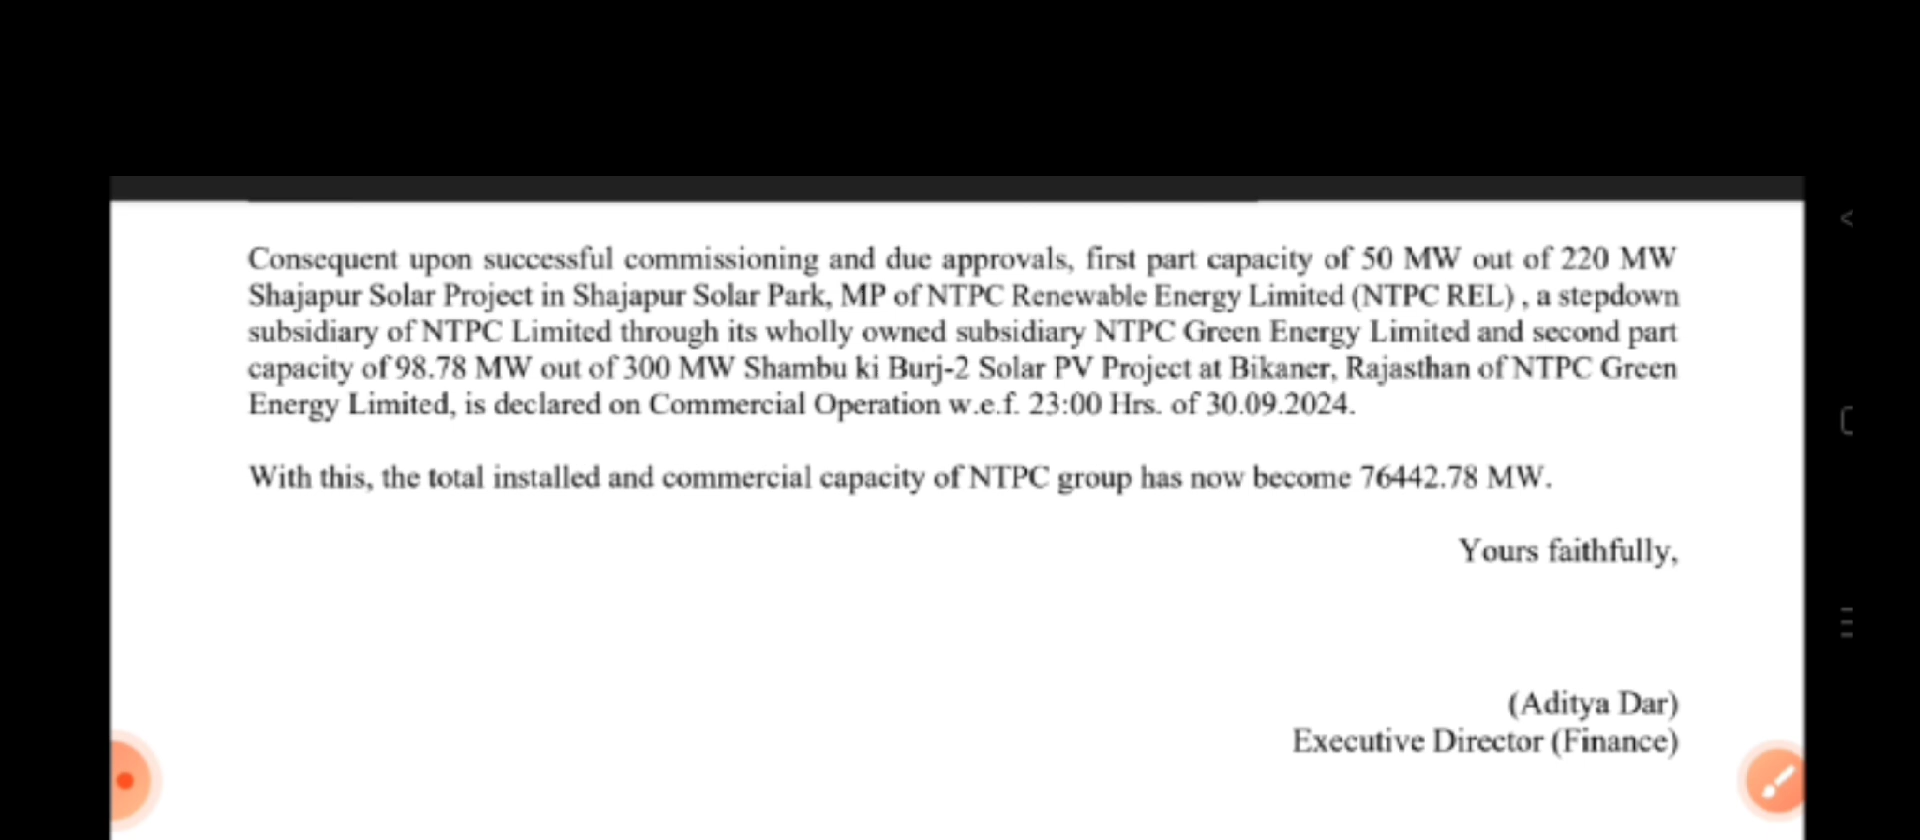 Consequent upon successful commissioning and due approvals, first part capacity of 50 MW out of 220 MW
Shajapur Solar Project in Shajapur Solar Park, MP of NTPC Renewable Energy Limited (NTPC REL) , a stepdown
subsidiary of NTPC Limited through its wholly owned subsidiary NTPC Green Energy Limited and second part
capacity of 98.78 MW out of 300 MW Shambu ki Burj-2 Solar PV Project at Bikaner, Rajasthan of NTPC Green
Energy Limited, is declared on Commercial Operation w.e.f. 23:00 Hrs. of 30.09.2024.
With this, the total installed and commercial capacity of NTPC group has now become 76442.78 MW.
Yours faithfully,
(Aditya Dar)
Executive Director (Finance)